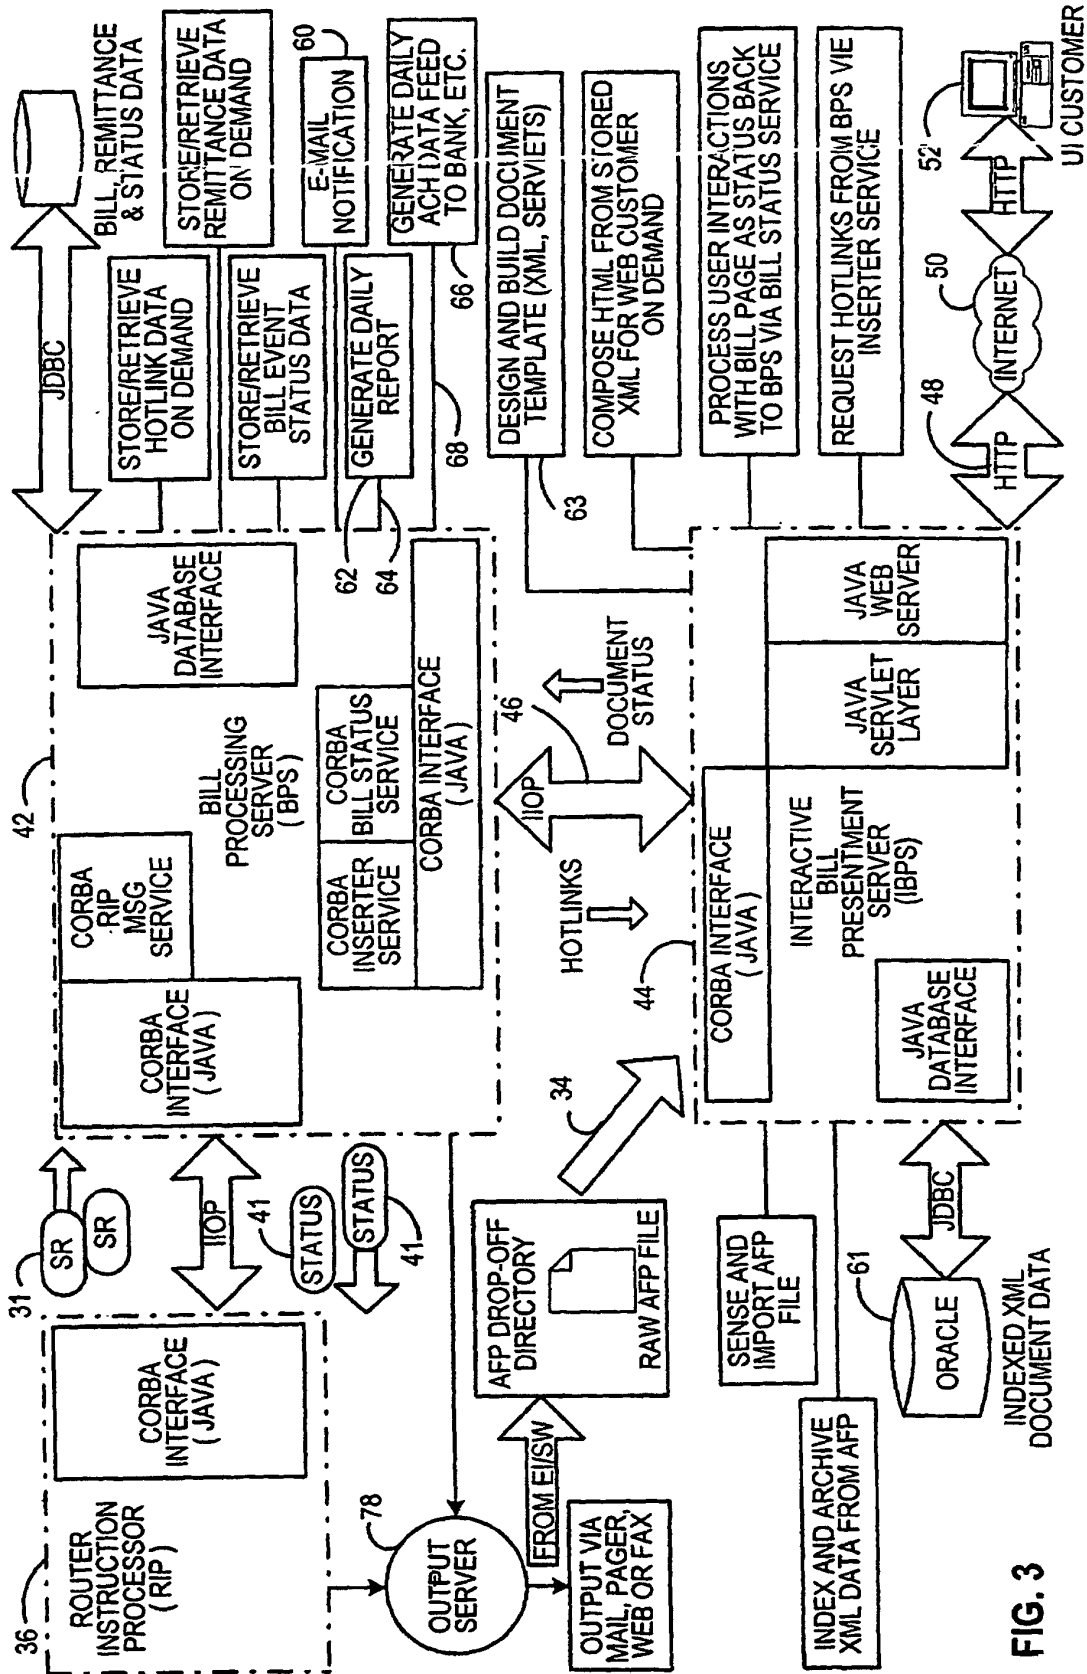 36
ROUTER
INSTRUCTION
PROCESSOR
(RIP)
CORBA
INTERFACE
(JAVA)
31
SR
SR
IIOP
41
STATUS
STATUS
41
78
OUTPUT
SERVER
OUTPUT VIA
MAIL, PAGER,
WEB OR FAX
FROM EI/SW
AFP DROP-OFF
DIRECTORY
RAW AFP FILE
34
42
CORBA
INTERFACE
(JAVA)
CORBA
RIP
MSG
SERVICE
BILL
PROCESSING
SERVER
(BPS)
JAVA
DATABASE
INTERFACE
CORBA
INSERTER
SERVICE
CORBA
BILL STATUS
SERVICE
CORBA INTERFACE
(JAVA)
JDBC
BILL, REMITTANCE
& STATUS DATA
STORE/RETRIEVE
HOTLINK DATA
ON DEMAND
STORE/RETRIEVE
REMITTANCE DATA
ON DEMAND
STORE/RETRIEVE
BILL EVENT
STATUS DATA
60
E-MAIL
NOTIFICATION
62
64
GENERATE DAILY
REPORT
66
68
GENERATE DAILY
ACH DATA FEED
TO BANK, ETC.
HOTLINKS
IIOP
46
DOCUMENT
STATUS
63
DESIGN AND BUILD DOCUMENT
TEMPLATE (XML, SERVIETS)
COMPOSE HTML FROM STORED
XML FOR WEB CUSTOMER
ON DEMAND
PROCESS USER INTERACTIONS
WITH BILL PAGE AS STATUS BACK
TO BPS VIA BILL STATUS SERVICE
REQUEST HOTLINKS FROM BPS VIE
INSERTER SERVICE
44
CORBA INTERFACE
(JAVA)
INTERACTIVE
BILL
PRESENTMENT
SERVER
(IBPS)
JAVA
SERVLET
LAYER
JAVA
WEB
SERVER
JAVA
DATABASE
INTERFACE
SENSE AND
IMPORT AFP
FILE
INDEX AND ARCHIVE
XML DATA FROM AFP
61
ORACLE
JDBC
INDEXED XML
DOCUMENT DATA
48
HTTP
50
INTERNET
HTTP
52
UI CUSTOMER
FIG. 3